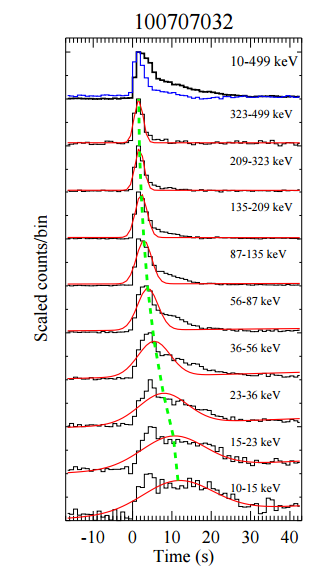 100707032
10-499 keV
323-499 keV
209-323 keV
135-209 keV
87-135 keV
56-87 keV
36-56 keV
23-36 keV
15-23 keV
10-15 keV
Scaled counts/bin
-10 0 10 20 30 40
Time (s)